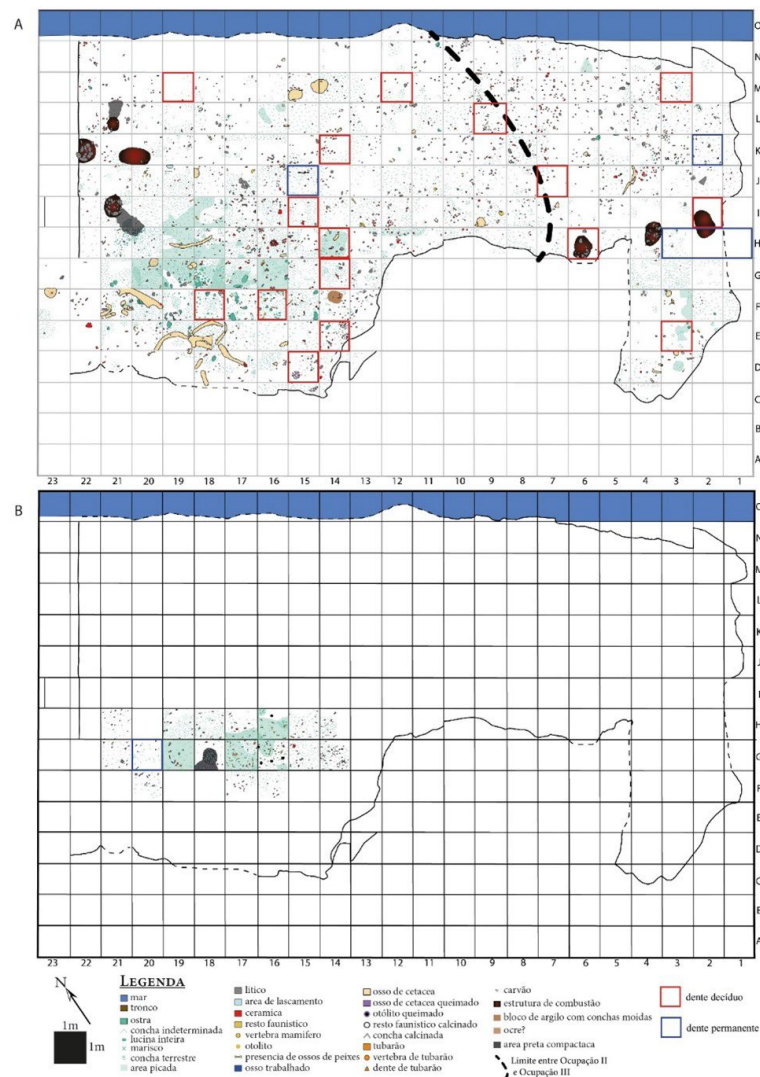 A
O
N
M
L
K
J
I
H
G
F
E
D
C
B
A
23 22 21 20 19 18 17 16 15 14 13 12 11 10 9 8 7 6 5 4 3 2 1
B
O
N
M
L
K
J
I
H
G
F
E
D
C
B
A
23 22 21 20 19 18 17 16 15 14 13 12 11 10 9 8 7 6 5 4 3 2 1
N
1m
1m
LEGENDA
mar
tronco
ostra
concha indeterminada
lucina inteira
marisco
concha terrestre
area picada
lítico
area de lascamento
ceramica
resto faunístico
vertebra mamifero
otolito
presencia de ossos de peixes
osso trabalhado
osso de cetacea
osso de cetacea queimado
otólito queimado
resto faunistico calcinado
concha calcinada
tubarão
vertebra de tubarão
dente de tubarão
carvão
estrutura de combustão
bloco de argilo com conchas moidas
ocre?
area preta compactaca
Limite entre Ocupação II
e Ocupação III
dente decíduo
dente permanente